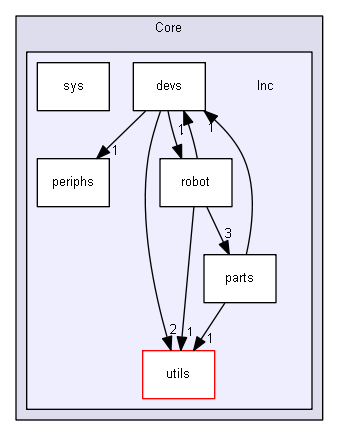 Core
sys
devs
Inc
1
1
1
periphs
robot
3
parts
2
1
1
utils